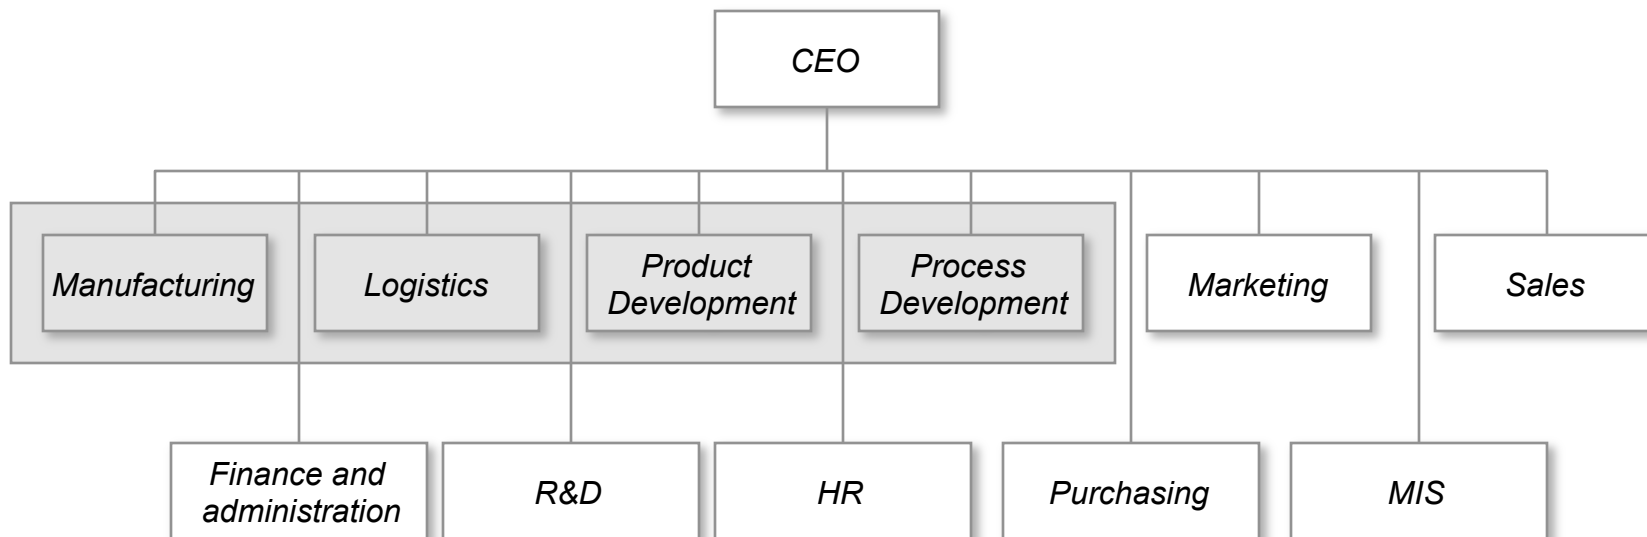 CEO
Manufacturing
Logistics
Product
Development
Process
Development
Marketing
Sales
Finance and
administration
R&D
HR
Purchasing
MIS